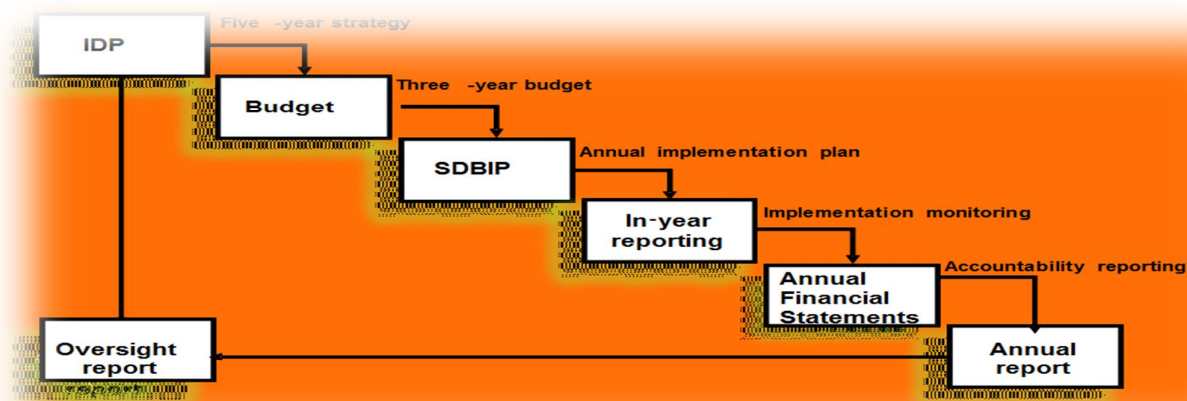 IDP
Five -year strategy
Budget
Three -year budget
SDBIP
Annual implementation plan
In-year
reporting
Implementation monitoring
Annual
Financial
Statements
Accountability reporting
Annual
report
Oversight
report
report